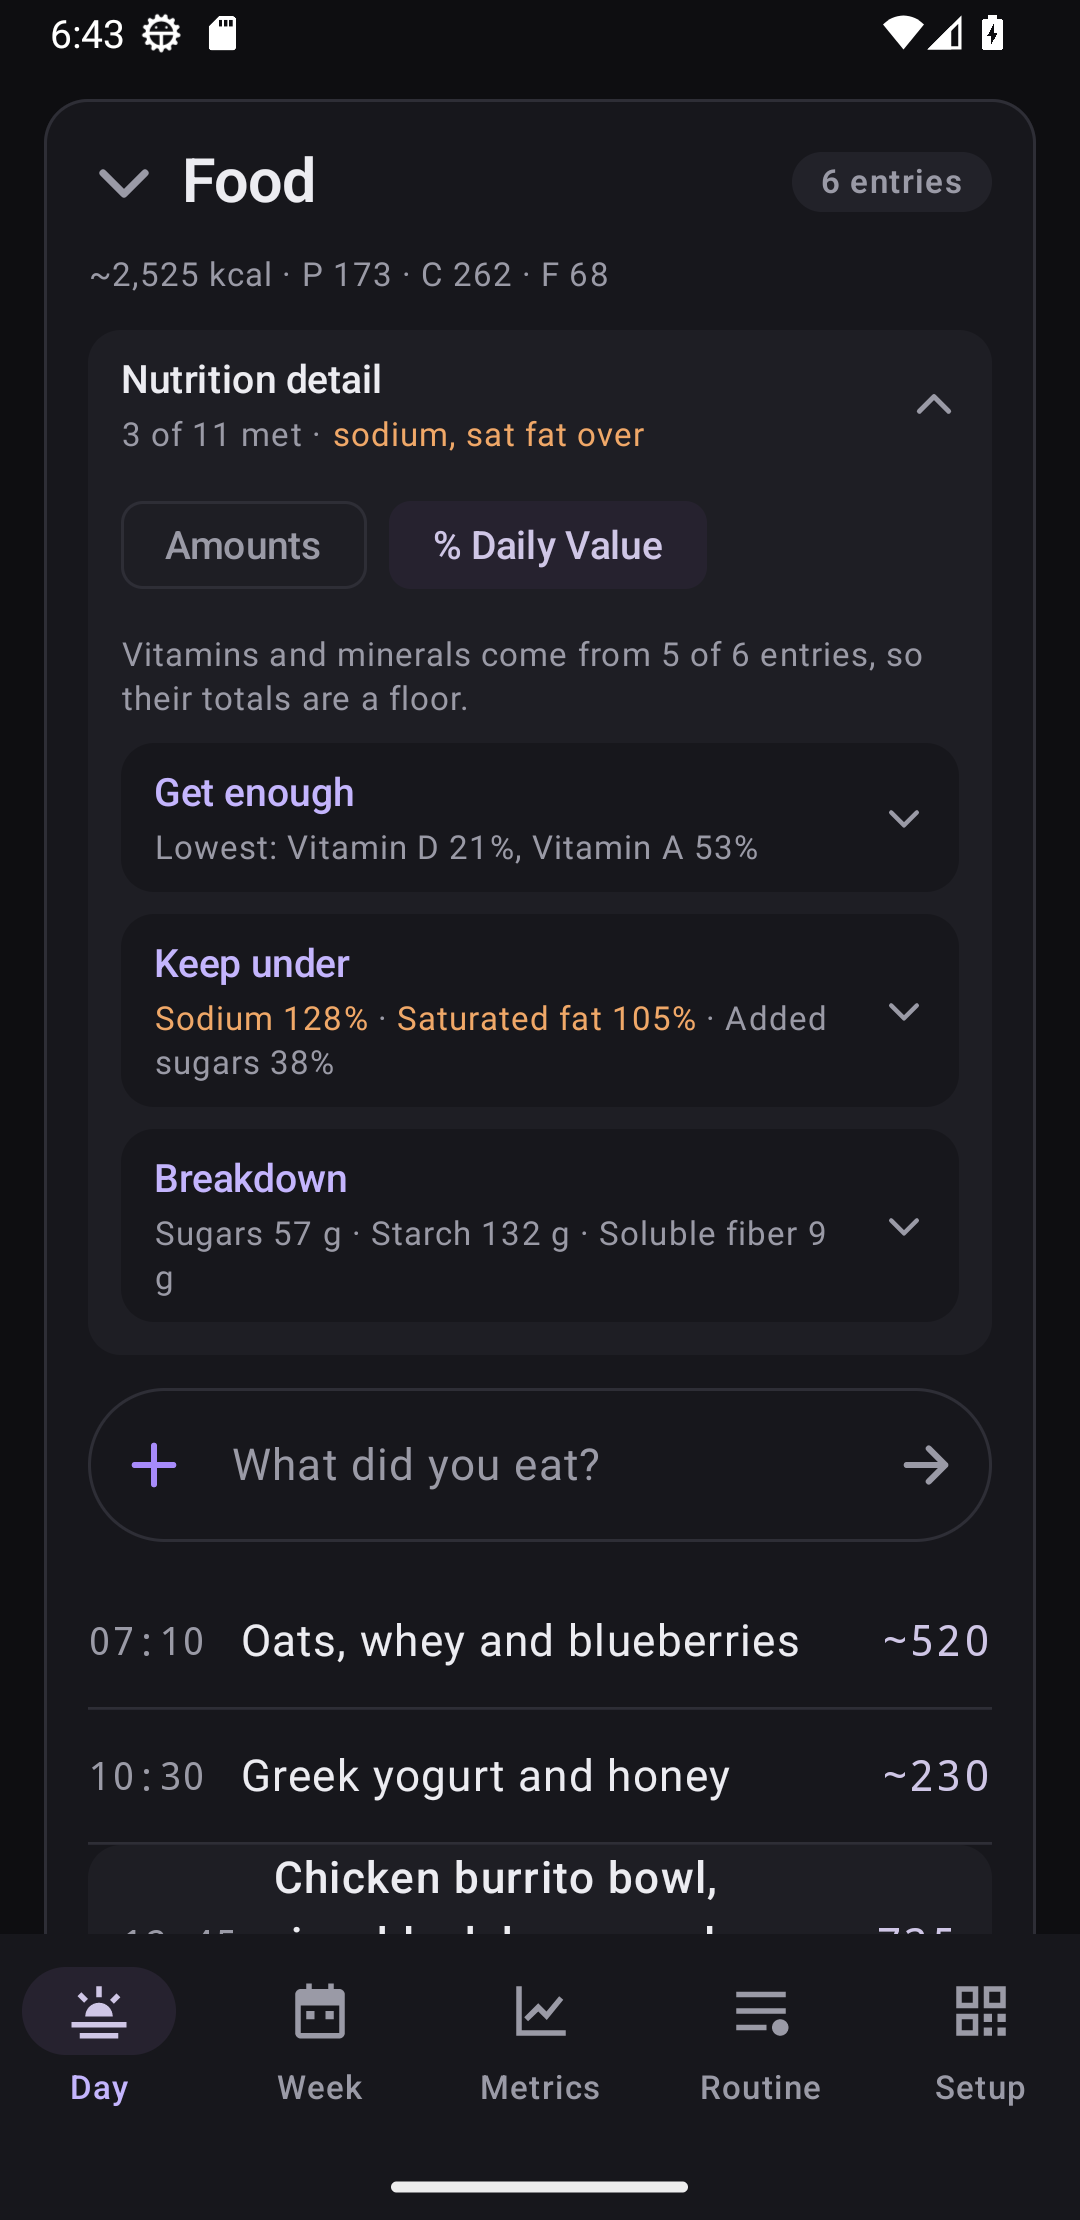 6:43
Food
6 entries
~2,525 kcal · P 173 · C 262 · F 68
Nutrition detail
3 of 11 met · sodium, sat fat over
Amounts
% Daily Value
Vitamins and minerals come from 5 of 6 entries, so
their totals are a floor.
Get enough
Lowest: Vitamin D 21%, Vitamin A 53%
Keep under
Sodium 128% · Saturated fat 105% · Added
sugars 38%
Breakdown
Sugars 57 g · Starch 132 g · Soluble fiber 9
g
What did you eat?
07:10 Oats, whey and blueberries ~520
10:30 Greek yogurt and honey ~230
Chicken burrito bowl,
Day
Week
Metrics
Routine
Setup